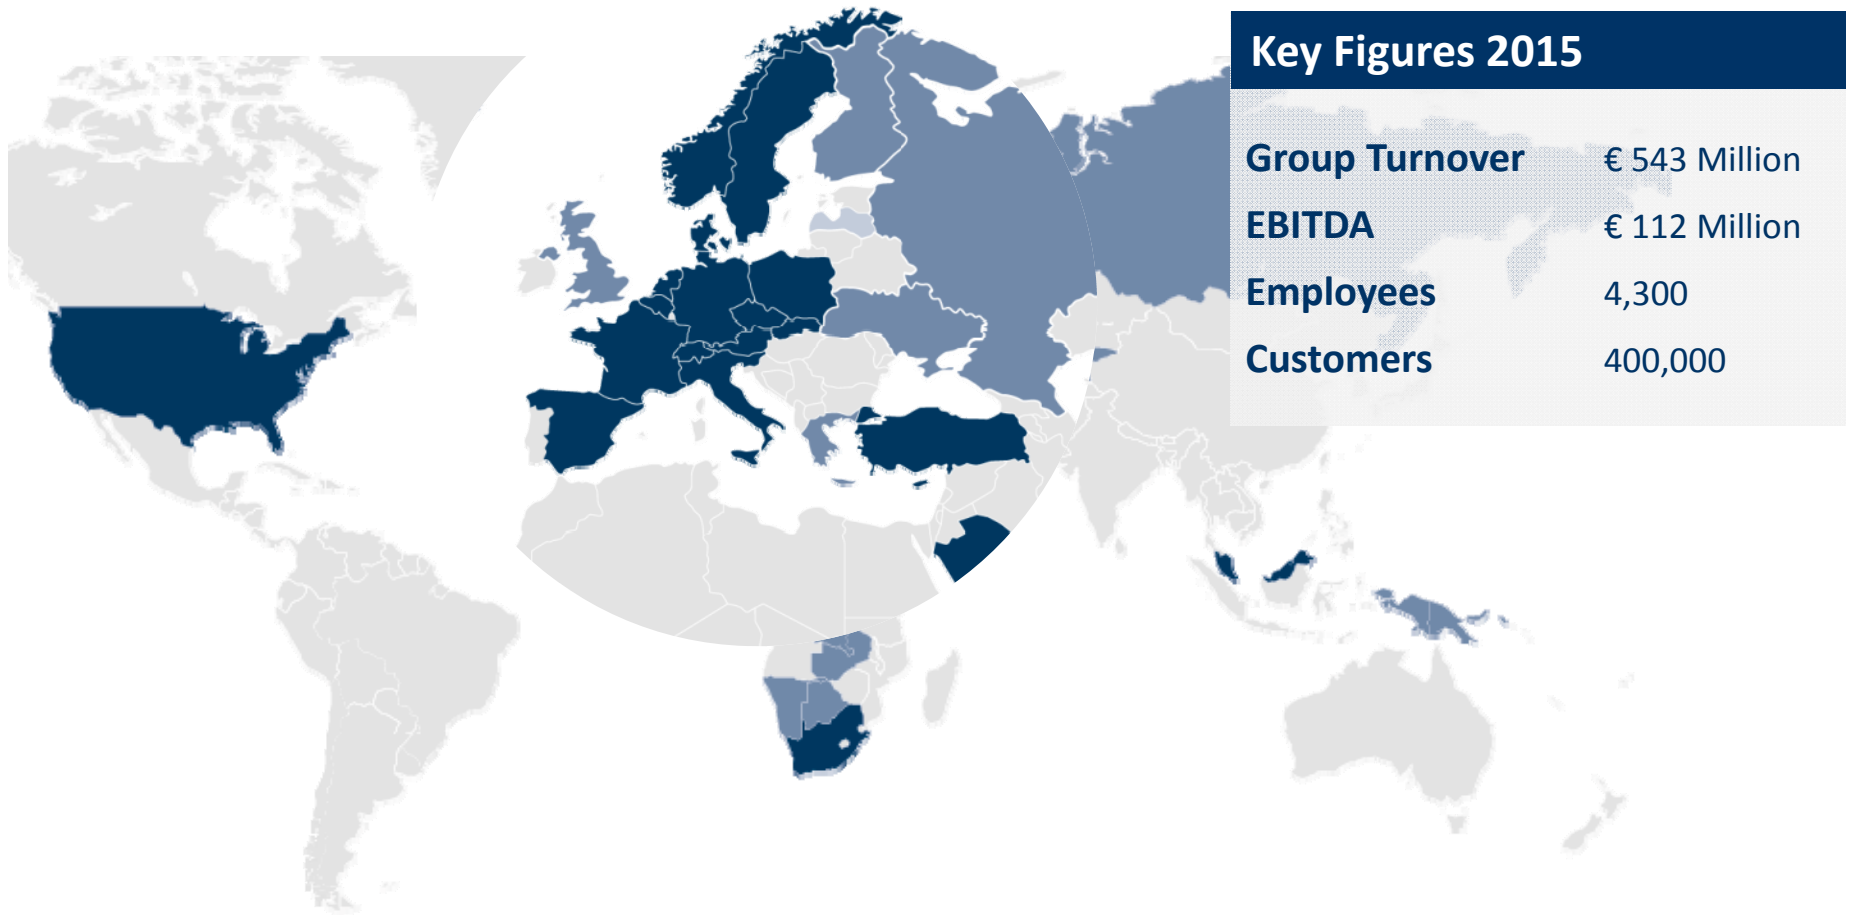 Key Figures 2015
Group Turnover € 543 Million
EBITDA € 112 Million
Employees 4,300
Customers 400,000